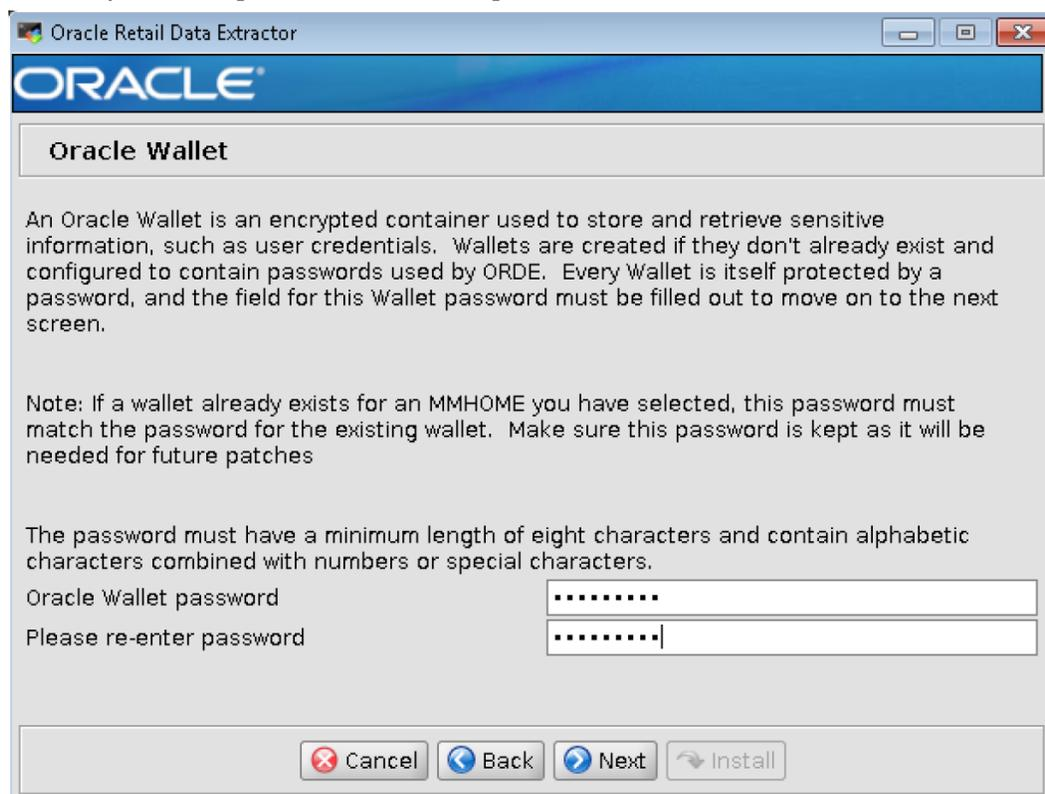 Oracle Retail Data Extractor
ORACLE
Oracle Wallet
An Oracle Wallet is an encrypted container used to store and retrieve sensitive
information, such as user credentials. Wallets are created if they don't already exist and
configured to contain passwords used by ORDE. Every Wallet is itself protected by a
password, and the field for this Wallet password must be filled out to move on to the next
screen.
Note: If a wallet already exists for an MMHOME you have selected, this password must
match the password for the existing wallet. Make sure this password is kept as it will be
needed for future patches
The password must have a minimum length of eight characters and contain alphabetic
characters combined with numbers or special characters.
Oracle Wallet password
Please re-enter password
Cancel Back Next Install